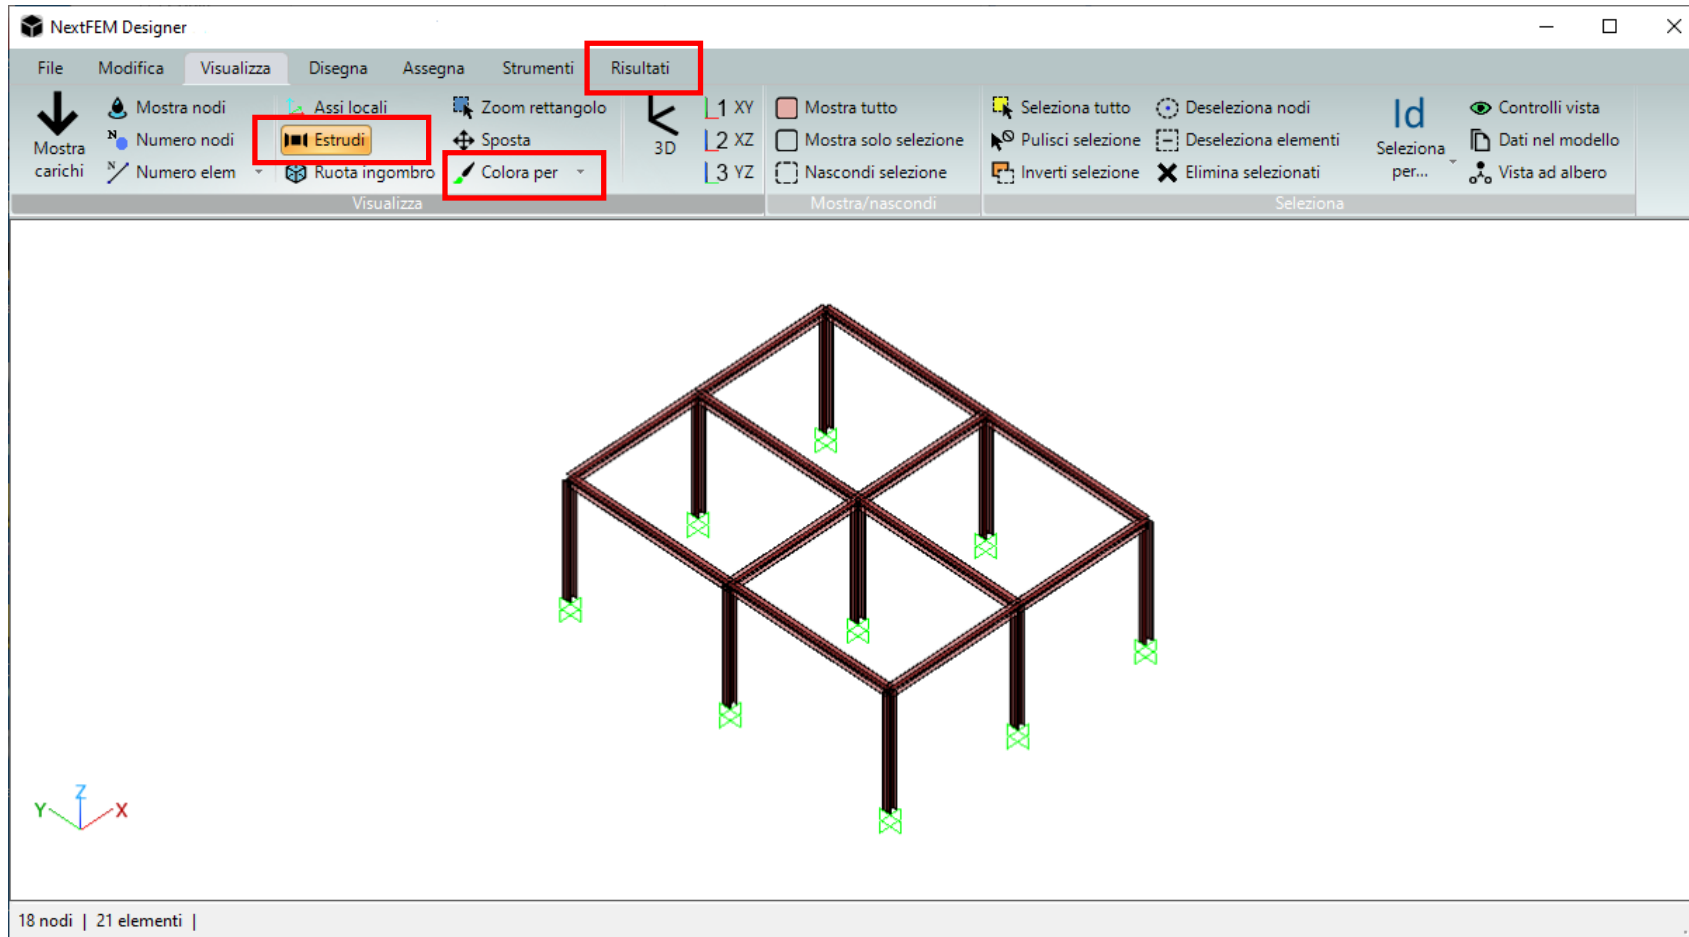 NextFEM Designer
File Modifica Visualizza Disegna Assegna Strumenti Risultati
Mostra carichi
Mostra nodi
Numero nodi
Numero elem
Assi locali
Estrudi
Ruota ingombro
Zoom rettangolo
Sposta
Colora per
3D
1 XY
2 XZ
3 YZ
Visualizza
Mostra tutto
Mostra solo selezione
Nascondi selezione
Mostra/nascondi
Seleziona tutto
Pulisci selezione
Inverti selezione
Deseleziona nodi
Deseleziona elementi
Elimina selezionati
Id
Seleziona per...
Controlli vista
Dati nel modello
Vista ad albero
Seleziona
Z
Y X
18 nodi | 21 elementi |